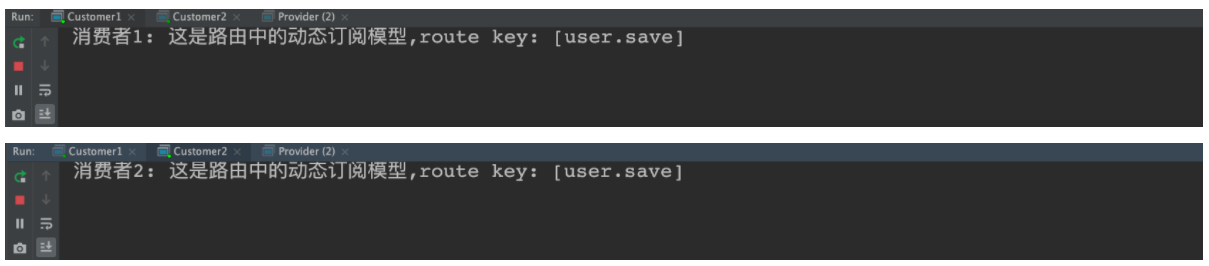 Run: Customer1 × Customer2 × Provider (2) ×
消费者1: 这是路由中的动态订阅模型,route key: [user.save]
Run: Customer1 × Customer2 × Provider (2) ×
消费者2: 这是路由中的动态订阅模型,route key: [user.save]